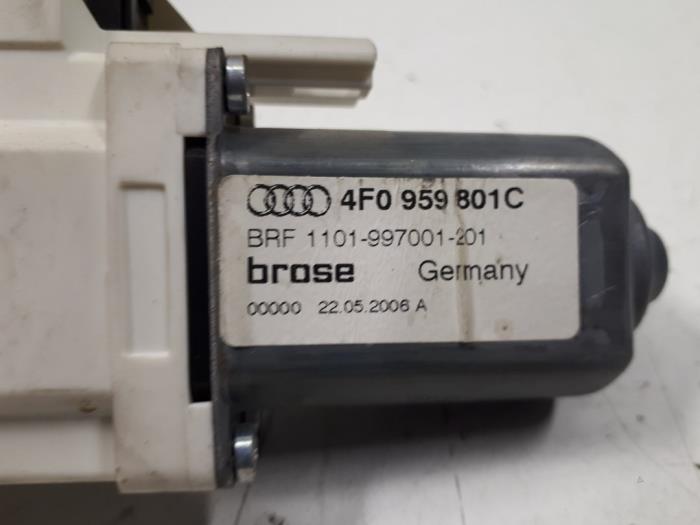 4F0 959 801C
BRF 1101-997001-201
brose Germany
00000 22.05.2006 A